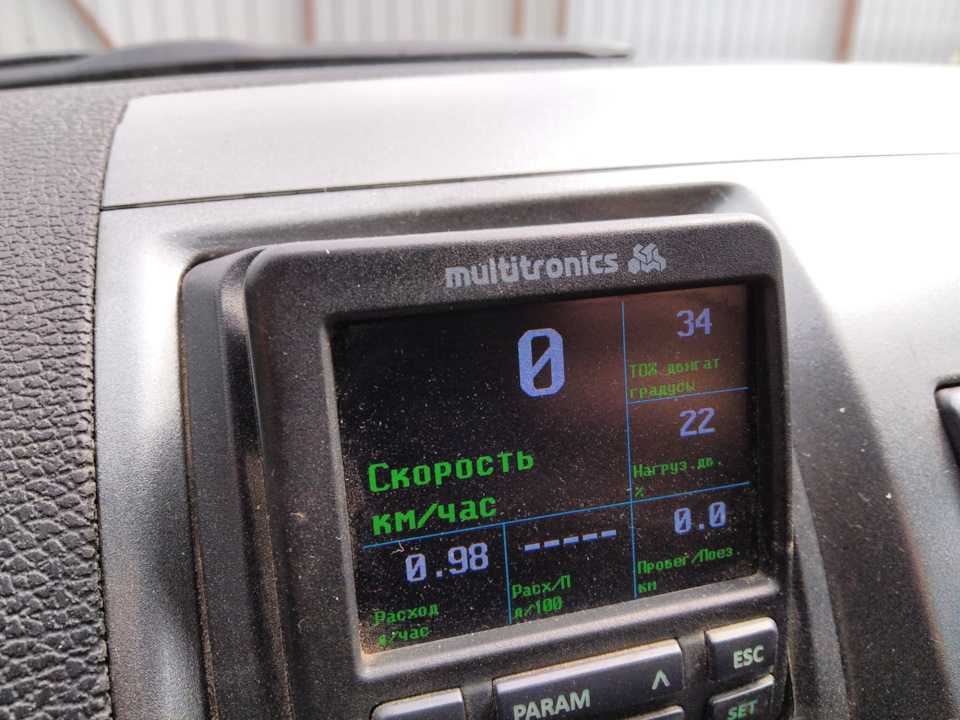 multitronics
0
Скорость
км/час
34
ТОЖ двигат
градусы
22
Нагруз.дв.
%
0.98
Расход
л/час
-----
Расх/П
л/100
0.0
Пробег/Поез
км
PARAM
^
ESC
SET